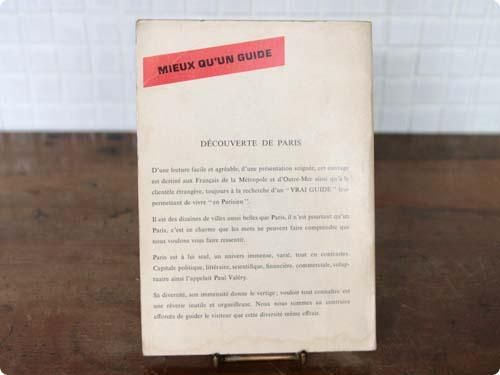 MIEUX QU'UN GUIDE
DÉCOUVERTE DE PARIS
D'une lecture facile et agréable, d'une présentation soignée, cet ouvrage
est destiné aux Français de la Métropole et d'Outre-Mer ainsi qu'à la
clientèle étrangère, toujours à la recherche d'un "VRAI GUIDE" leur
permettant de vivre "en Parisien".
Il est des dizaines de villes aussi belles que Paris, il n'est pourtant qu'un
Paris, c'est ce charme que les mots ne peuvent faire comprendre que
nous voulons vous faire ressentir.
Paris est à lui seul, un univers immense, varié, tout en contrastes.
Capitale politique, littéraire, scientifique, financière, commerciale, volup-
tuaire ainsi l'appelait Paul Valéry.
Sa diversité, son immensité donne le vertige; vouloir tout connaître est
une rêverie inutile et orgueilleuse. Nous nous sommes au contraire
efforcés de guider le visiteur que cette diversité même effraie.